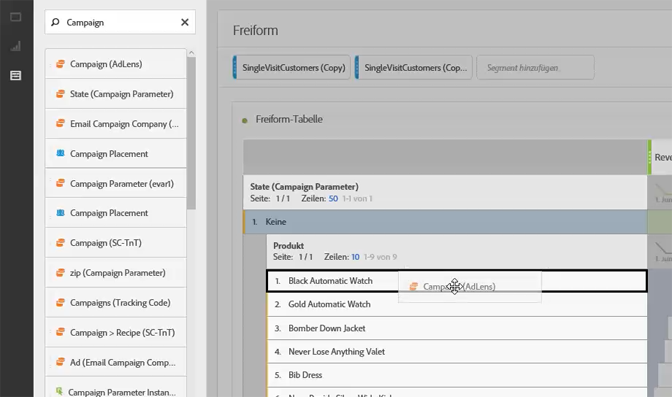 Campaign
Campaign (AdLens)
State (Campaign Parameter)
Email Campaign Company (...
Campaign Placement
Campaign Parameter (evar1)
Campaign Placement
Campaign (SC-TnT)
zip (Campaign Parameter)
Campaigns (Tracking Code)
Campaign > Recipe (SC-TnT)
Ad (Email Campaign Comp...
Campaign Parameter Instan...
Freiform
SingleVisitCustomers (Copy)
SingleVisitCustomers (Cop...
Segment hinzufügen.
Freiform-Tabelle
Reve
State (Campaign Parameter)
Seite: 1 / 1 Zeilen: 50 1-1 von 1
1. Keine
Produkt
Seite: 1 / 1 Zeilen: 10 1-9 von 9
1. Black Automatic Watch
Campaign (AdLens)
2. Gold Automatic Watch
3. Bomber Down Jacket
4. Never Lose Anything Valet
5. Bib Dress